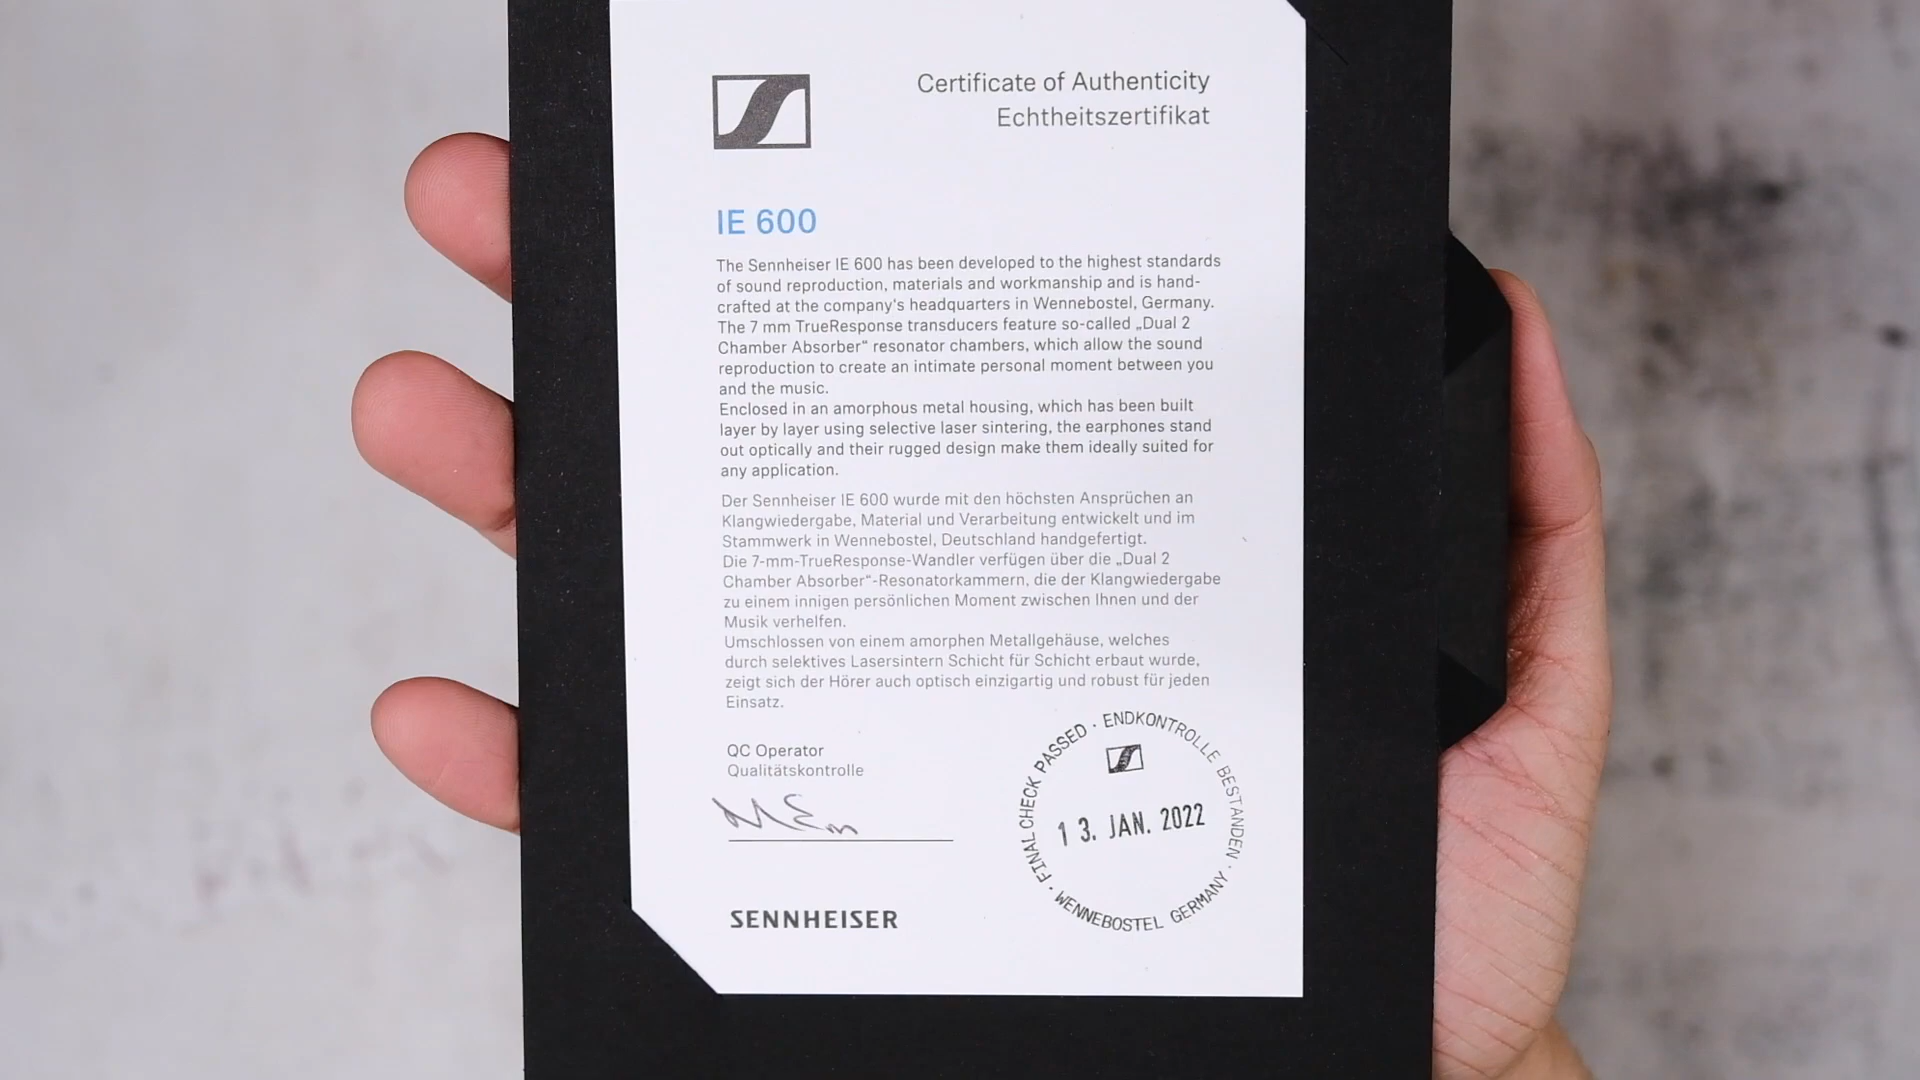 Certificate of Authenticity
Echtheitszertifikat
IE 600
The Sennheiser IE 600 has been developed to the highest standards
of sound reproduction, materials and workmanship and is hand-
crafted at the company's headquarters in Wennebostel, Germany.
The 7 mm TrueResponse transducers feature so-called „Dual 2
Chamber Absorber“ resonator chambers, which allow the sound
reproduction to create an intimate personal moment between you
and the music.
Enclosed in an amorphous metal housing, which has been built
layer by layer using selective laser sintering, the earphones stand
out optically and their rugged design make them ideally suited for
any application.
Der Sennheiser IE 600 wurde mit den höchsten Ansprüchen an
Klangwiedergabe, Material und Verarbeitung entwickelt und im
Stammwerk in Wennebostel, Deutschland handgefertigt.
Die 7-mm-TrueResponse-Wandler verfügen über die „Dual 2
Chamber Absorber“-Resonatorkammern, die der Klangwiedergabe
zu einem innigen persönlichen Moment zwischen Ihnen und der
Musik verhelfen.
Umschlossen von einem amorphen Metallgehäuse, welches
durch selektives Lasersintern Schicht für Schicht erbaut wurde,
zeigt sich der Hörer auch optisch einzigartig und robust für jeden
Einsatz.
QC Operator
Qualitätskontrolle
· FINAL CHECK PASSED · ENDKONTROLLE BESTANDEN ·
13. JAN. 2022
WENNEBOSTEL GERMANY
SENNHEISER